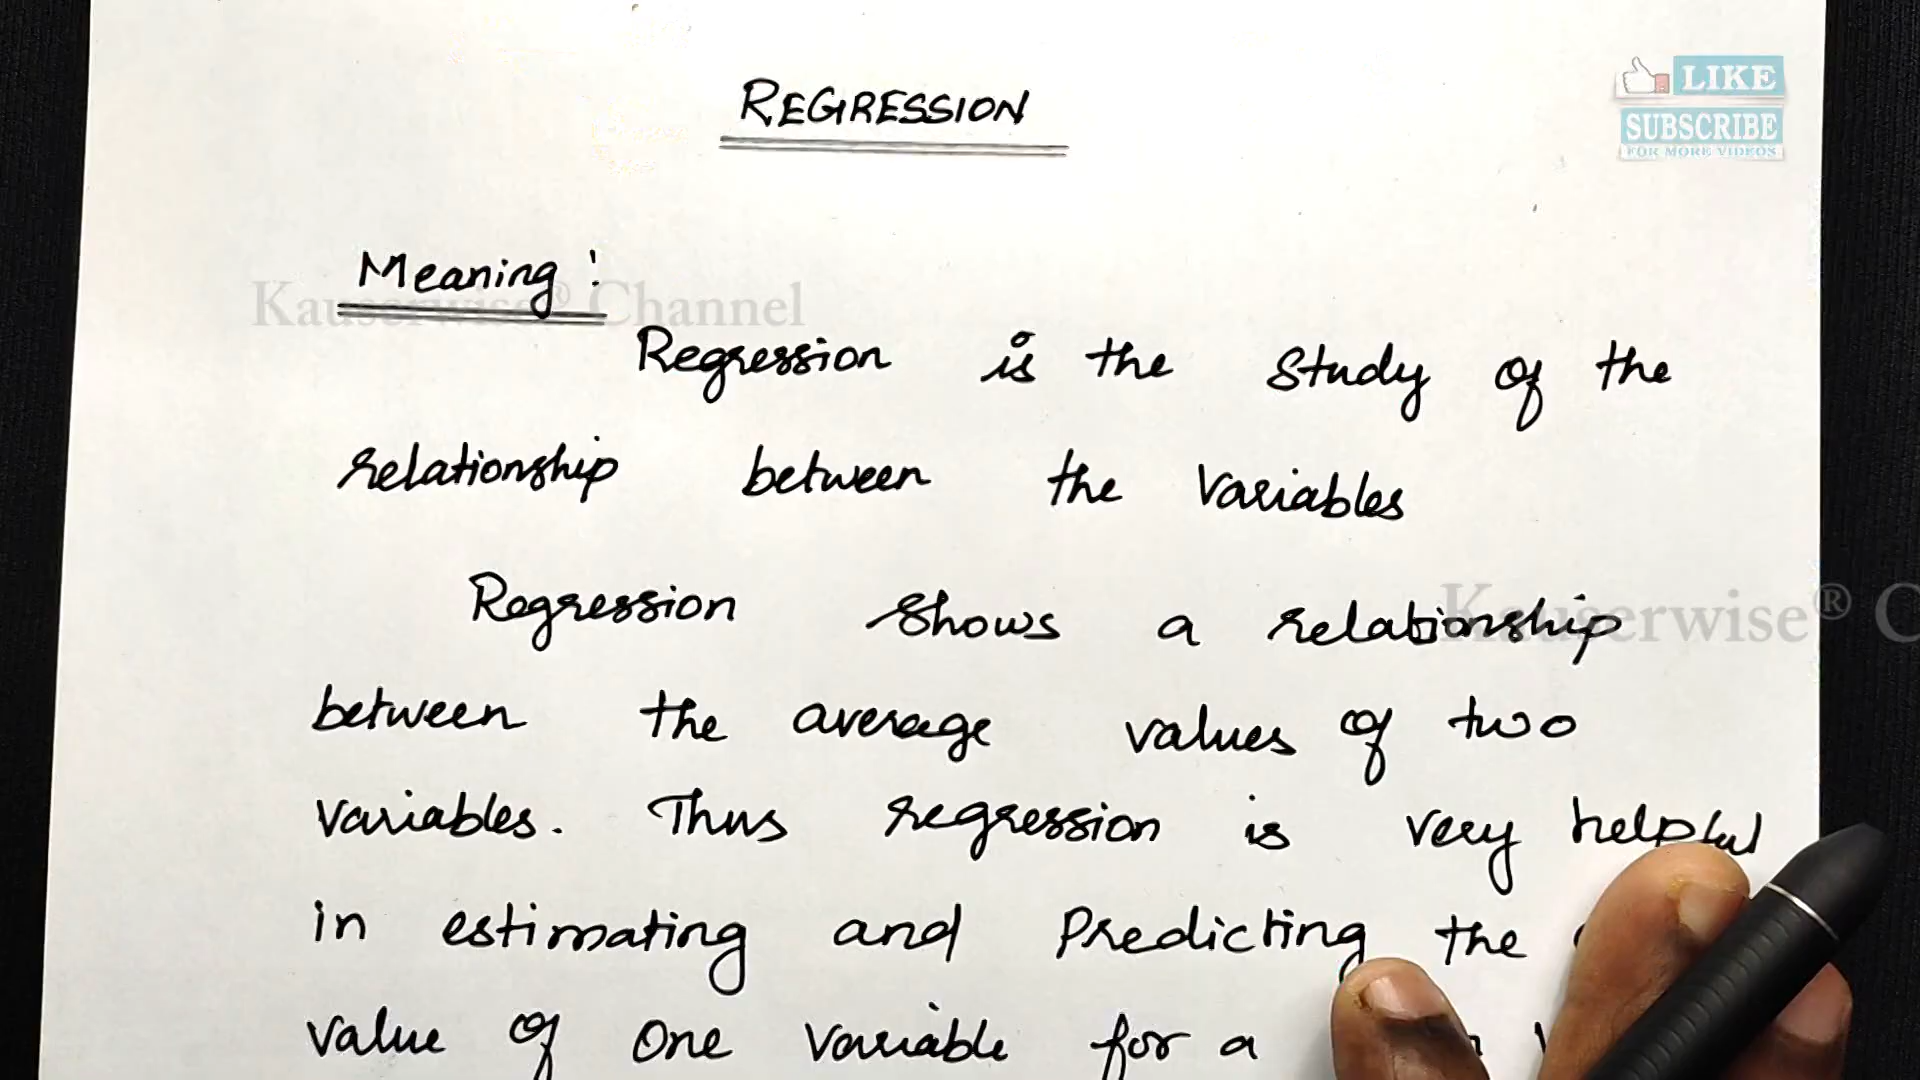 REGRESSION
LIKE
SUBSCRIBE
FOR MORE VIDEOS
Meaning:
Kauserwise® Channel
Regression is the Study of the
relationship between the Variables
Regression Shows a relationship
Kauserwise® C
between the average values of two
Variables. Thus regression is very helpful
in estimating and Predicting the
value of One Variable for a